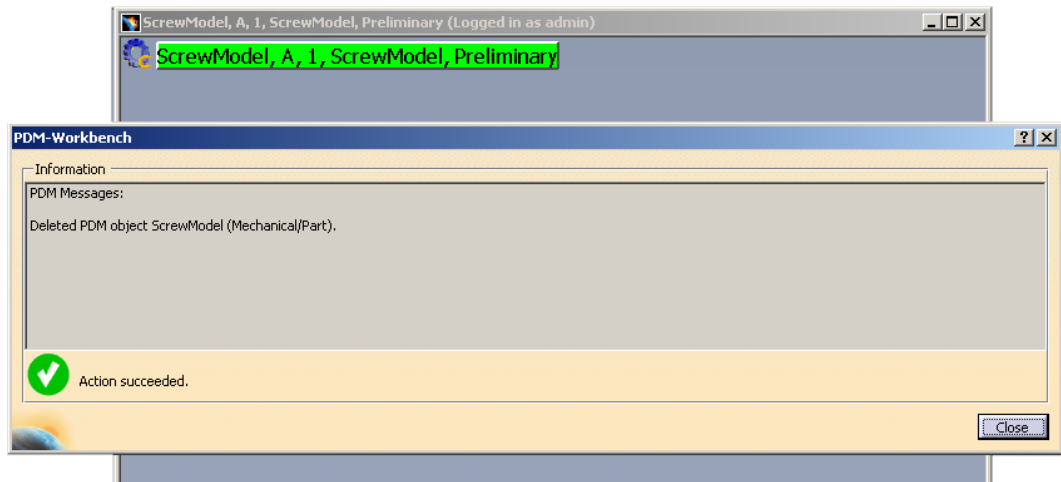 ScrewModel, A, 1, ScrewModel, Preliminary (Logged in as admin)
ScrewModel, A, 1, ScrewModel, Preliminary
PDM-Workbench
Information
PDM Messages:
Deleted PDM object ScrewModel (Mechanical/Part).
Action succeeded.
Close